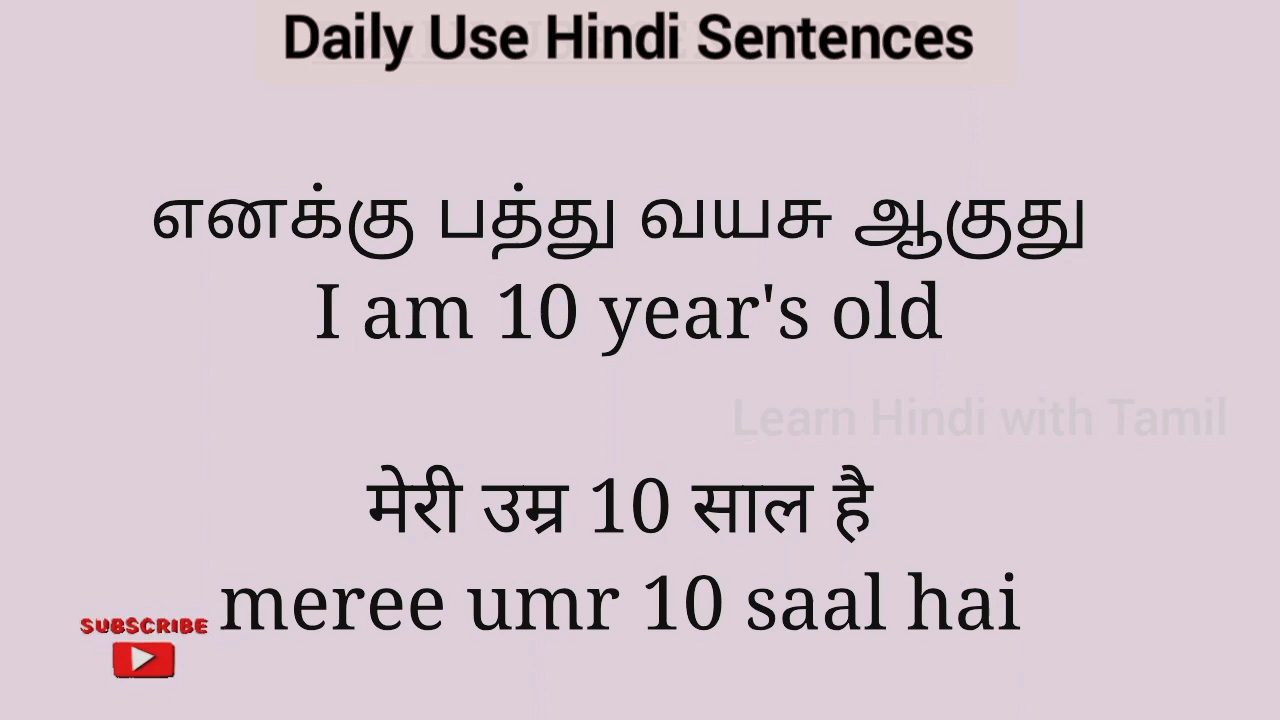 Daily Use Hindi Sentences
எனக்கு பத்து வயசு ஆகுது
I am 10 year's old
Learn Hindi with Tamil
मेरी उम्र 10 साल है
meree umr 10 saal hai
SUBSCRIBE